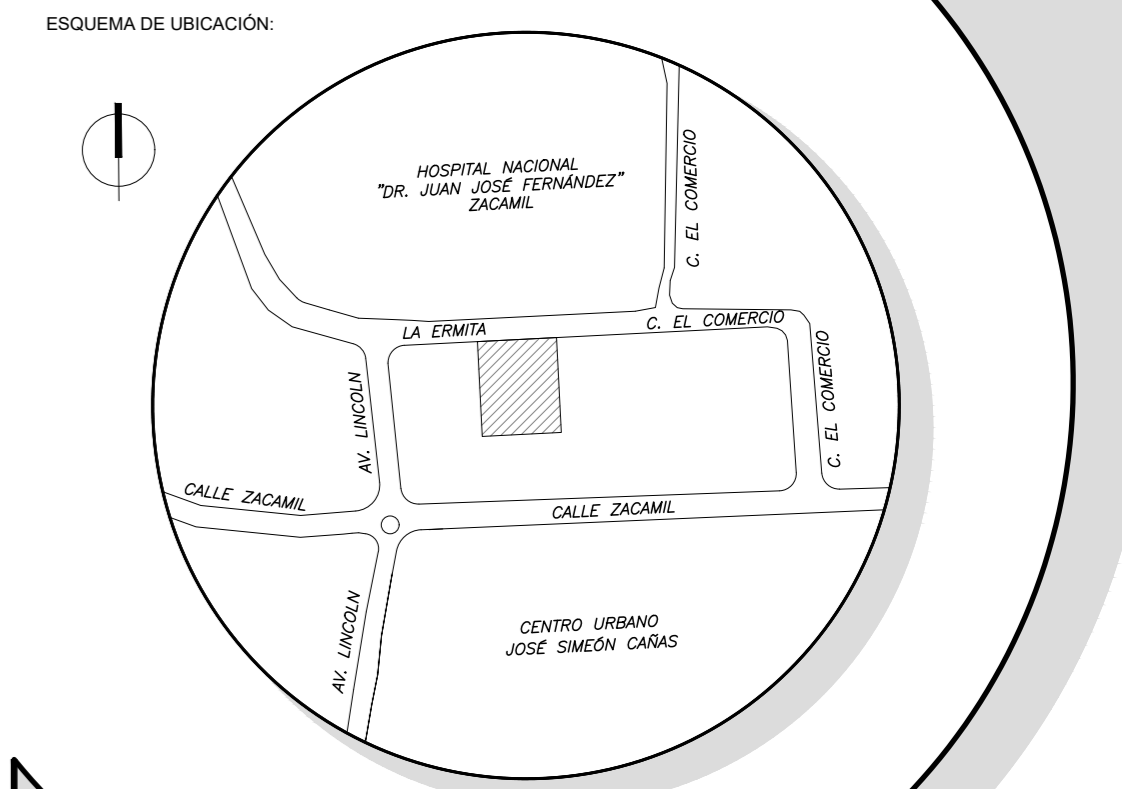 ESQUEMA DE UBICACIÓN:
HOSPITAL NACIONAL
"DR. JUAN JOSÉ FERNÁNDEZ"
ZACAMIL
C. EL COMERCIO
LA ERMITA
C. EL COMERCIO
C. EL COMERCIO
AV. LINCOLN
CALLE ZACAMIL
CALLE ZACAMIL
AV. LINCOLN
CENTRO URBANO
JOSÉ SIMEÓN CAÑAS